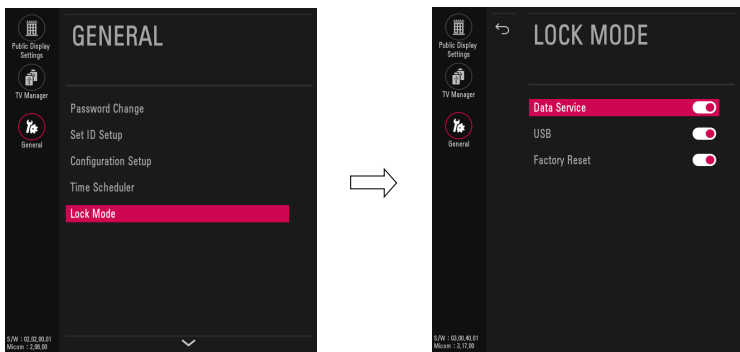 Public Display
Settings
TV Manager
General
GENERAL
Password Change
Set ID Setup
Configuration Setup
Time Scheduler
Lock Mode
S/W : 02,02,00,01
Micom : 2,06,00
Public Display
Settings
TV Manager
General
LOCK MODE
Data Service
USB
Factory Reset
S/W : 03,00,40,01
Micom : 3,17,00